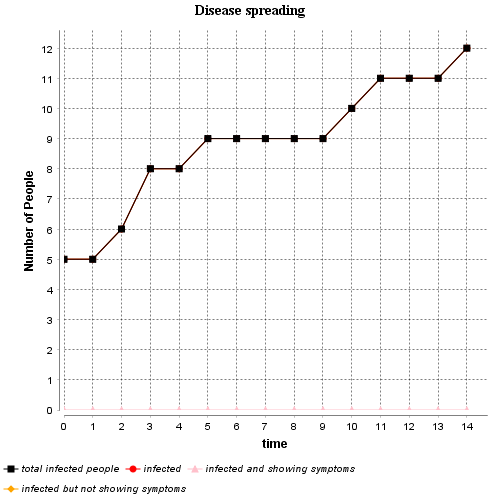 Disease spreading
Number of People
12
11
10
9
8
7
6
5
4
3
2
1
0
0 1 2 3 4 5 6 7 8 9 10 11 12 13 14
time
total infected people infected infected and showing symptoms
infected but not showing symptoms